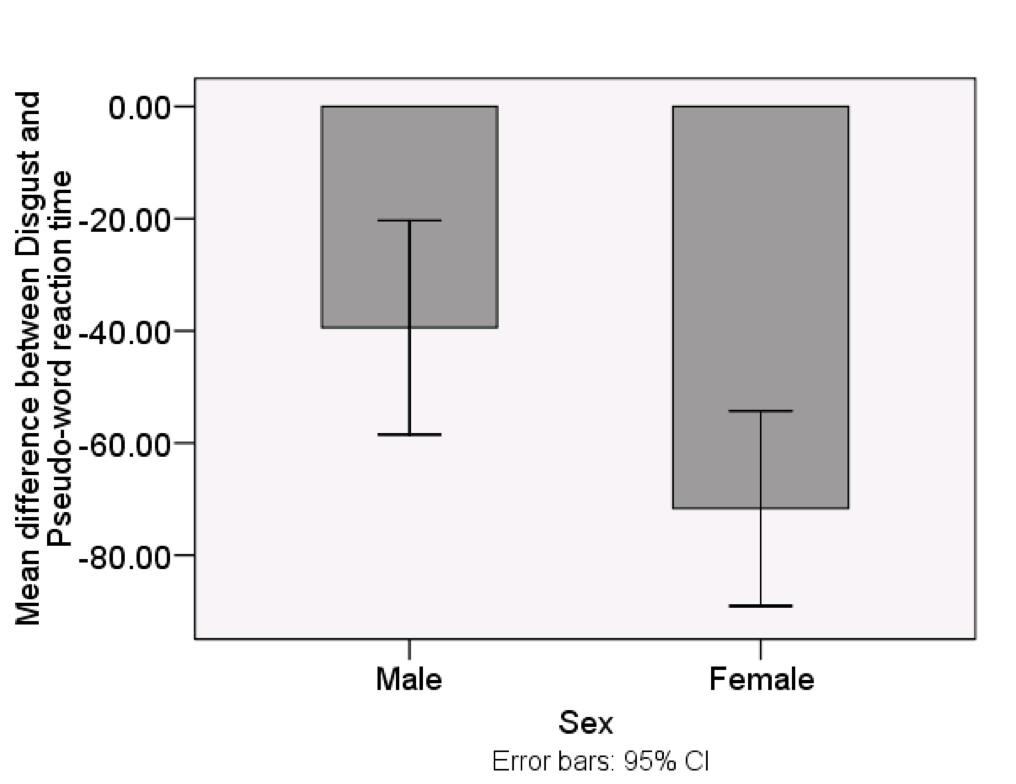 Mean difference between Disgust and
Pseudo-word reaction time
0.00
-20.00
-40.00
-60.00
-80.00
Male
Female
Sex
Error bars: 95% CI